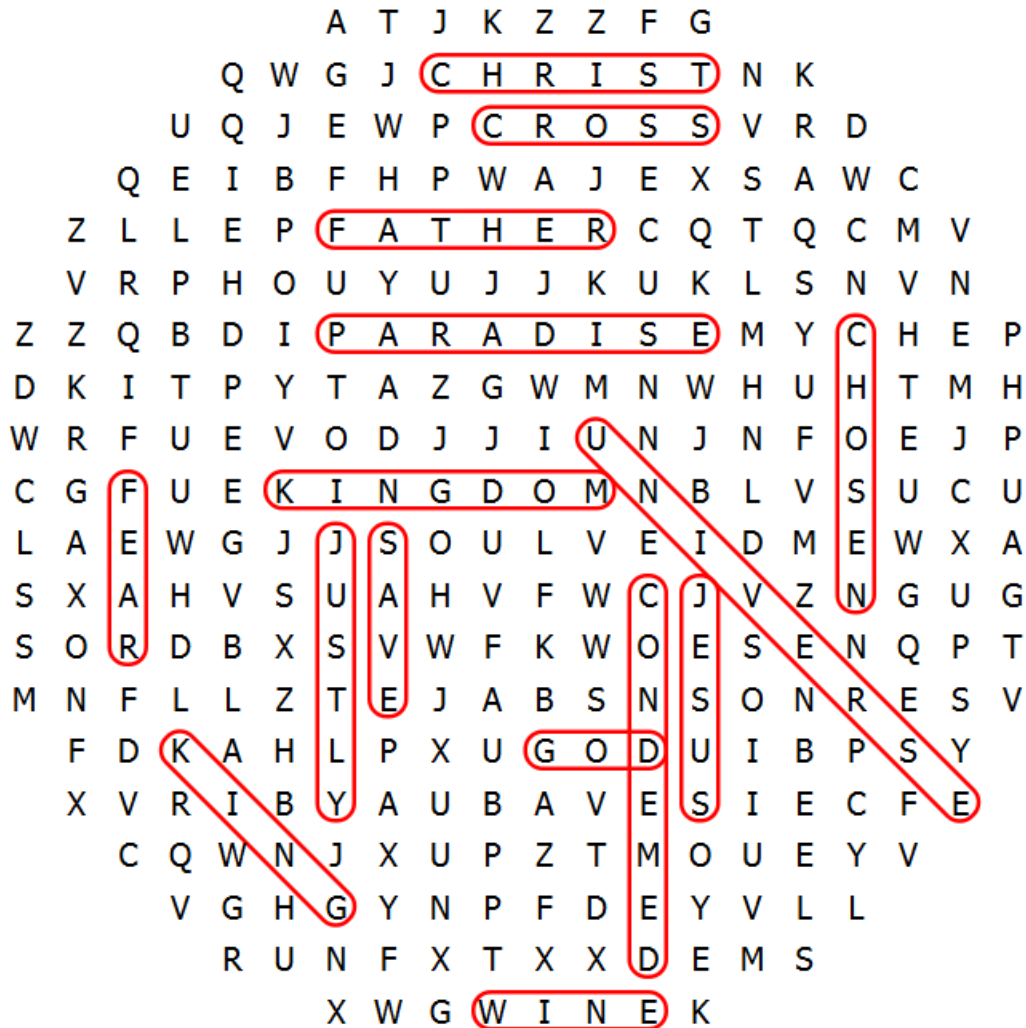 A T J K Z Z F G
Q W G J C H R I S T N K
U Q J E W P C R O S S V R D
Q E I B F H P W A J E X S A W C
Z L L E P F A T H E R C Q T Q C M V
V R P H O U Y U J J K U K L S N V N
Z Z Q B D I P A R A D I S E M Y C H E P
D K I T P Y T A Z G W M N W H U H T M H
W R F U E V O D J J I U N J N F O E J P
C G F U E K I N G D O M N B L V S U C U
L A E W G J J S O U L V E I D M E W X A
S X A H V S U A H V F W C J V Z N G U G
S O R D B X S V W F K W O E S E N Q P T
M N F L L Z T E J A B S N S O N R E S V
F D K A H L P X U G O D U I B P S Y
X V R I B Y A U B A V E S I E C F E
C Q W N J X U P Z T M O U E Y V
V G H G Y N P F D E Y V L L
R U N F X T X X D E M S
X W G W I N E K